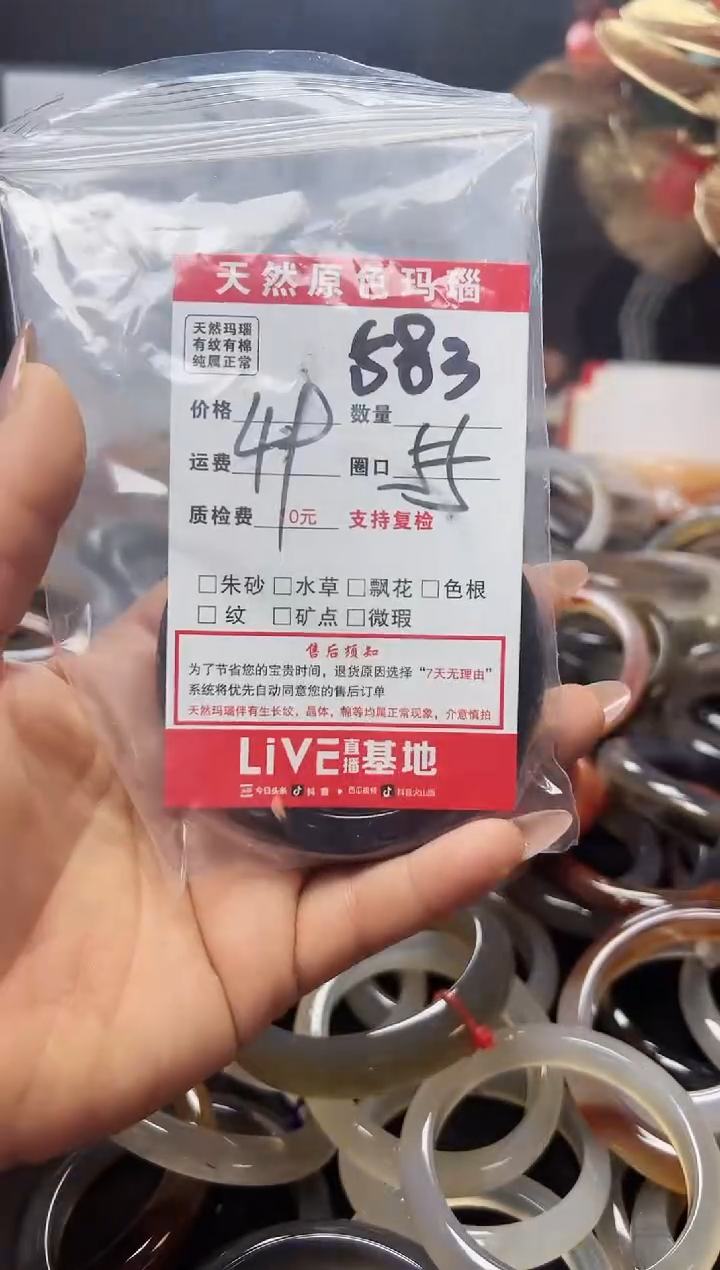 天然原色玛瑙
天然玛瑙
有纹有棉
纯属正常
583
价格 数量
运费 圈口
质检费 10元 支持复检
□朱砂 □水草 □飘花 □色根
□纹 □矿点 □微瑕
售后须知
为了节省您的宝贵时间，退货原因选择“7天无理由”
系统将优先自动同意您的售后订单
天然玛瑙伴有生长纹，晶体，棉等均属正常现象，介意慎拍
LiVE直播基地
今日头条 抖音 西瓜视频 抖音火山版